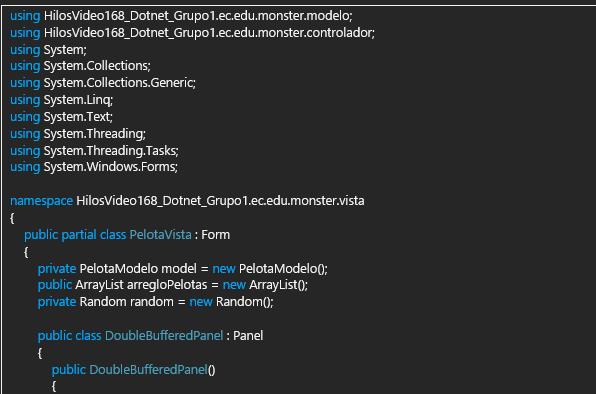 using HilosVideo168_Dotnet_Grupo1.ec.edu.monster.modelo;
using HilosVideo168_Dotnet_Grupo1.ec.edu.monster.controlador;
using System;
using System.Collections;
using System.Collections.Generic;
using System.Linq;
using System.Text;
using System.Threading;
using System.Threading.Tasks;
using System.Windows.Forms;
namespace HilosVideo168_Dotnet_Grupo1.ec.edu.monster.vista
{
public partial class PelotaVista : Form
{
private PelotaModelo model = new PelotaModelo();
public ArrayList arregloPelotas = new ArrayList();
private Random random = new Random();
public class DoubleBufferedPanel : Panel
{
public DoubleBufferedPanel()
{